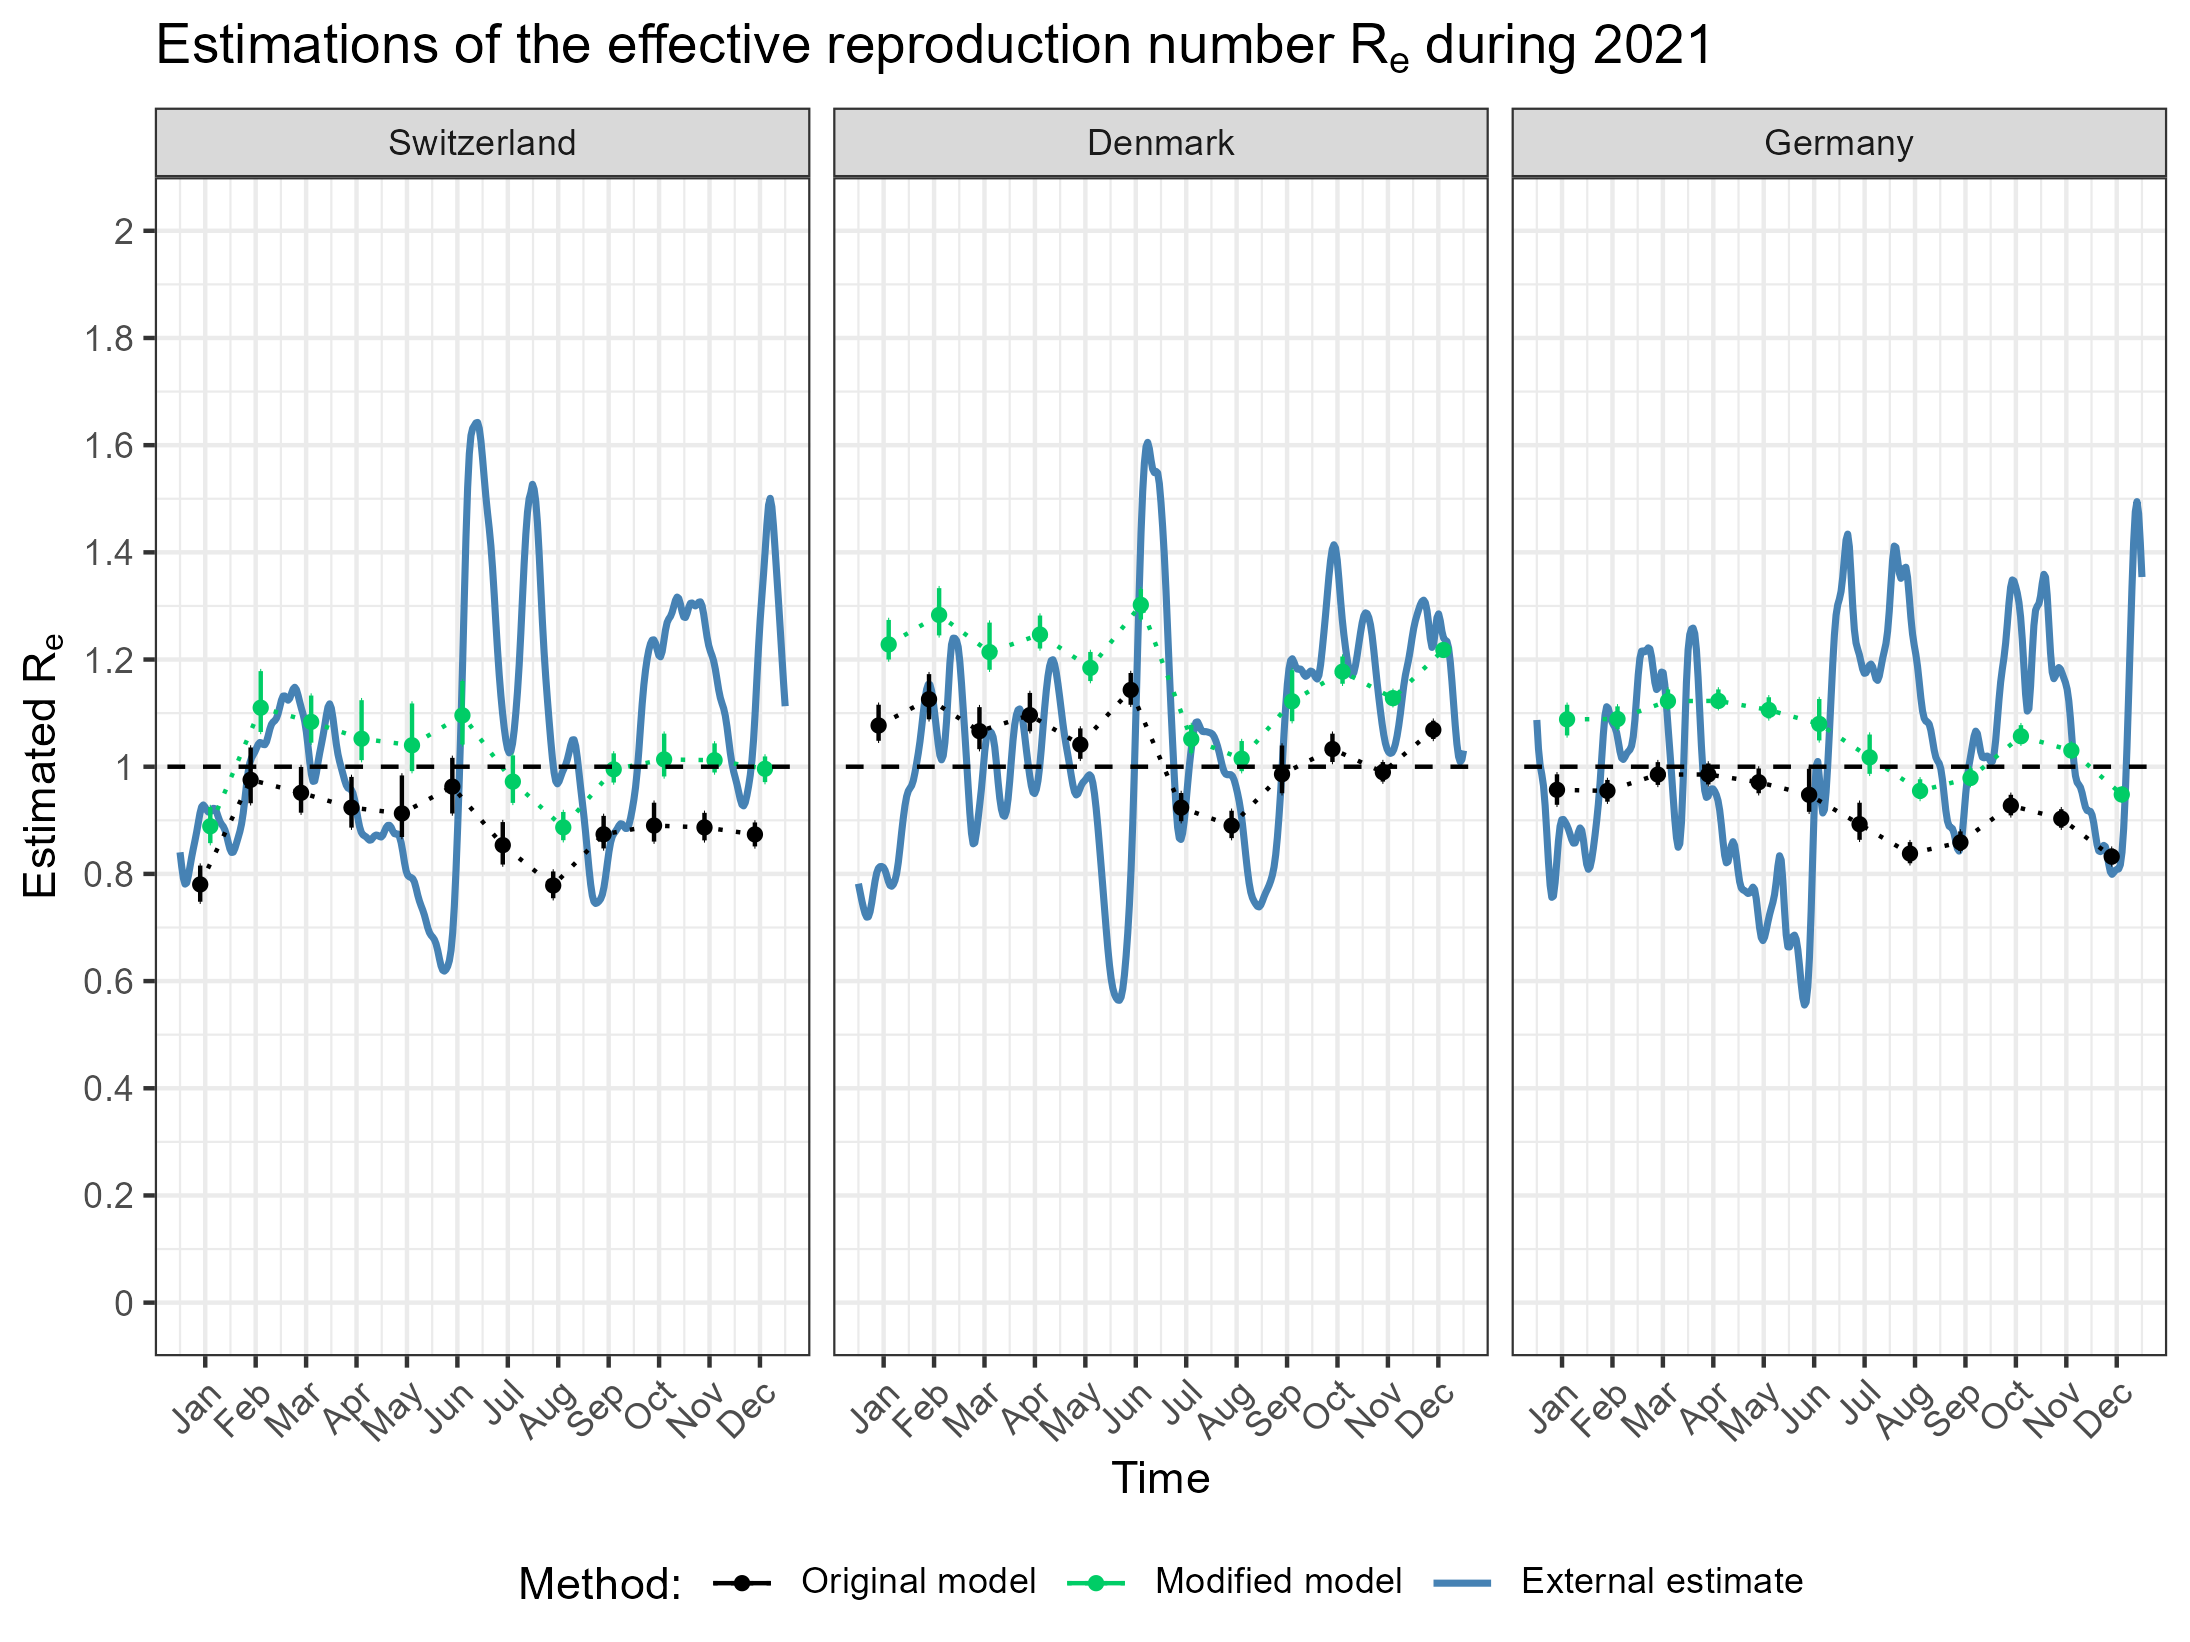 Estimations of the effective reproduction number Re during 2021
Switzerland Denmark Germany
Estimated Re
2
1.8
1.6
1.4
1.2
1
0.8
0.6
0.4
0.2
0
Jan Feb Mar Apr May Jun Jul Aug Sep Oct Nov Dec
Jan Feb Mar Apr May Jun Jul Aug Sep Oct Nov Dec
Jan Feb Mar Apr May Jun Jul Aug Sep Oct Nov Dec
Time
Method: Original model Modified model External estimate